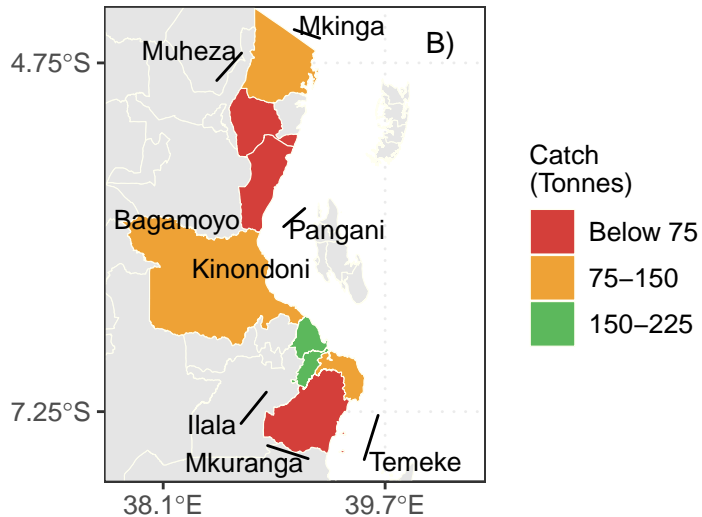 Mkinga
B)
Muheza
4.75°S
Catch
(Tonnes)
Below 75
75–150
150–225
Bagamoyo
Pangani
Kinondoni
7.25°S
Ilala
Mkuranga
Temeke
38.1°E
39.7°E